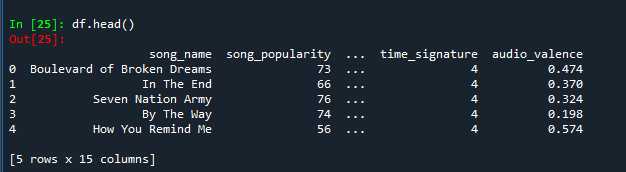 In [25]: df.head()
Out[25]:
song_name song_popularity ... time_signature audio_valence
0 Boulevard of Broken Dreams 73 ... 4 0.474
1 In The End 66 ... 4 0.370
2 Seven Nation Army 76 ... 4 0.324
3 By The Way 74 ... 4 0.198
4 How You Remind Me 56 ... 4 0.574
[5 rows x 15 columns]